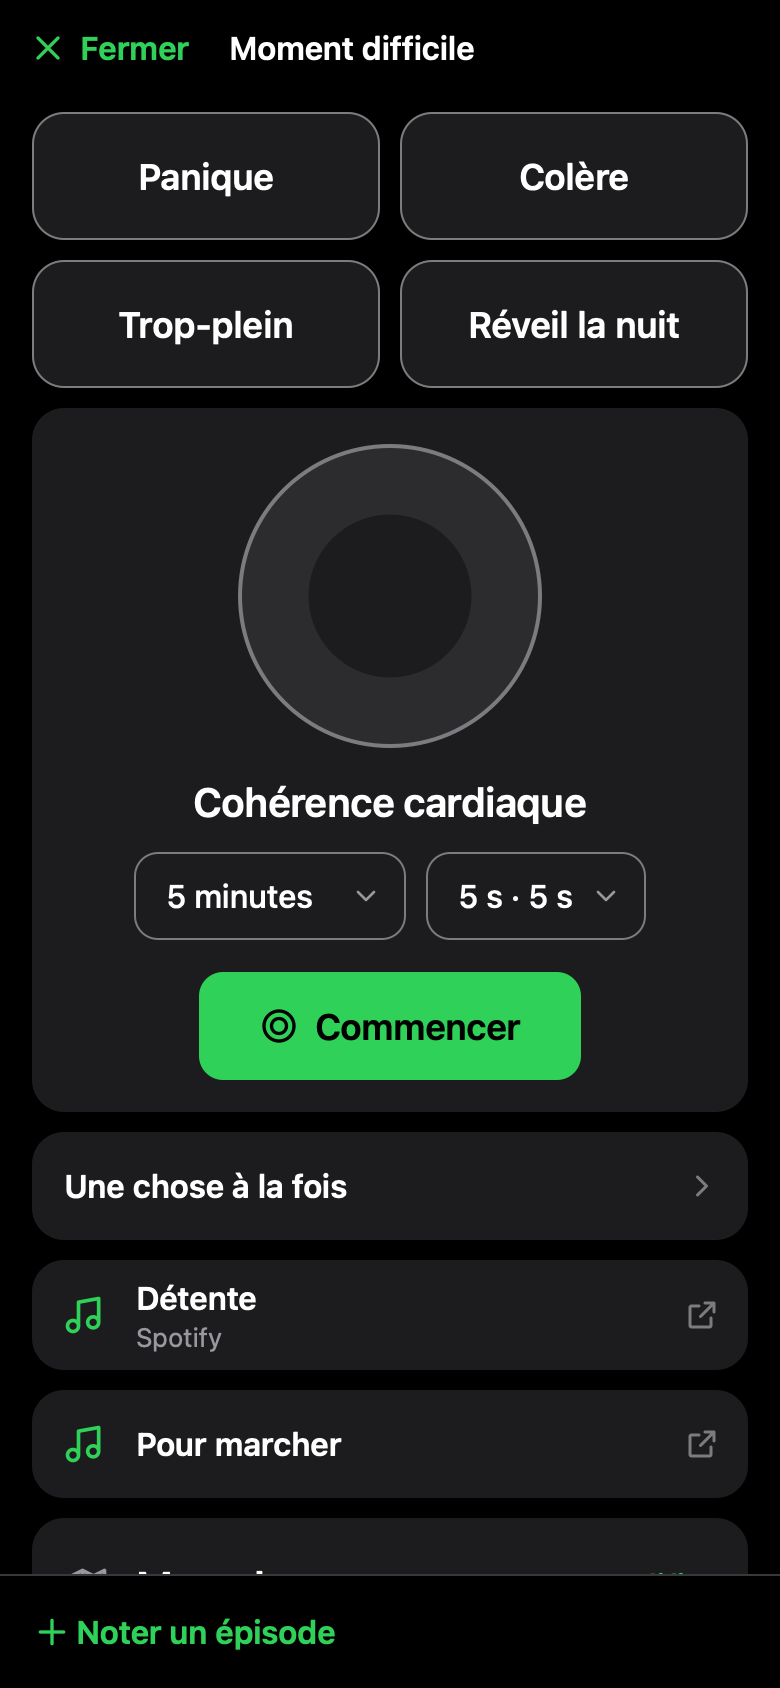 Fermer Moment difficile
Panique Colère
Trop-plein Réveil la nuit
Cohérence cardiaque
5 minutes 5 s · 5 s
Commencer
Une chose à la fois
Détente
Spotify
Pour marcher
Noter un épisode